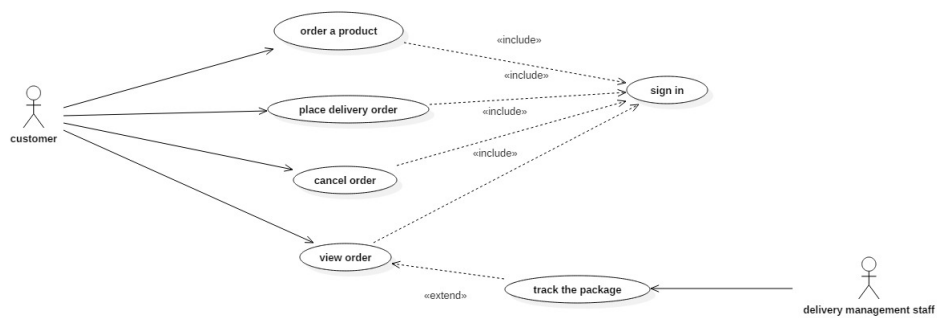 order a product
«include»
«include»
sign in
place delivery order
«include»
customer
«include»
cancel order
view order
track the package
«extend»
delivery management staff